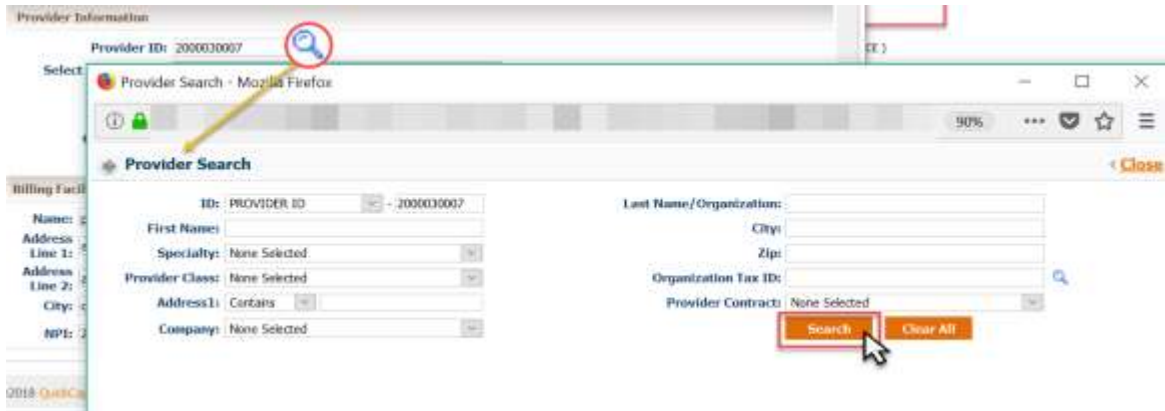 Provider Information
Provider ID: 2000030007
CE )
Select
Provider Search - Mozilla Firefox
90%
Provider Search
Close
ID: PROVIDER ID - 2000030007
Last Name/Organization:
First Name:
City:
Specialty: None Selected
Zip:
Provider Class: None Selected
Organization Tax ID:
Address1: Contains
Provider Contract: None Selected
Company: None Selected
Search
Clear All
Billing Facil
Name:
Address
Line 1:
Address
Line 2:
City:
NPI:
2018 QuickCap